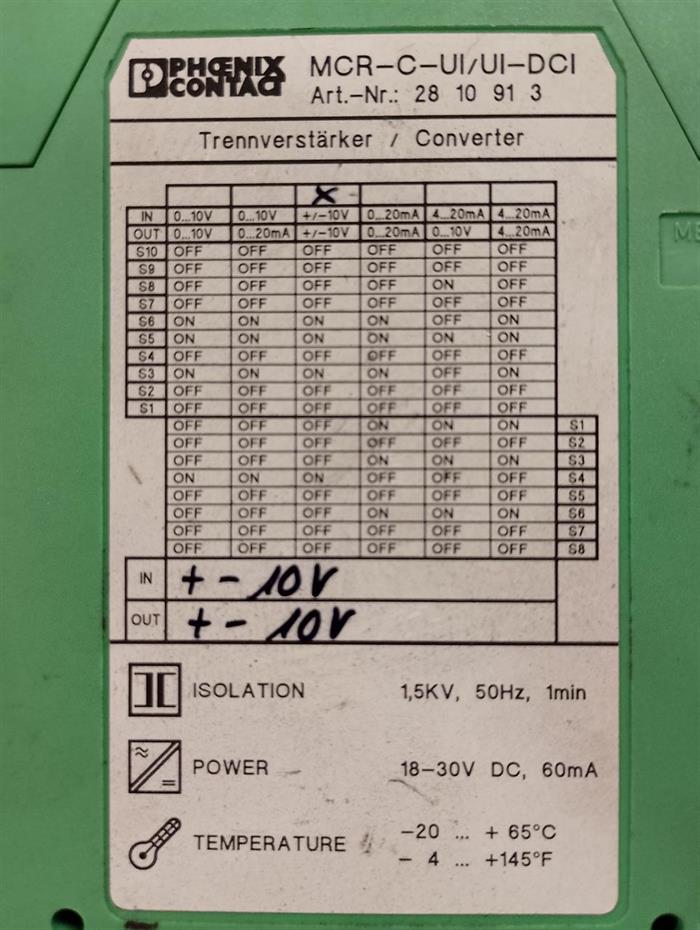 PHŒNIX CONTACT
MCR-C-UI/UI-DCI
Art.-Nr.: 28 10 91 3
Trennverstärker / Converter
x
IN 0...10V 0...10V +/-10V 0...20mA 4...20mA 4...20mA
OUT 0...10V 0...20mA +/-10V 0...20mA 0...10V 4...20mA
S10 OFF OFF OFF OFF OFF OFF
S9 OFF OFF OFF OFF OFF OFF
S8 OFF OFF OFF OFF ON OFF
S7 OFF OFF OFF OFF OFF OFF
S6 ON ON ON ON OFF ON
S5 ON ON ON ON ON ON
S4 OFF OFF OFF OFF OFF OFF
S3 ON ON ON ON OFF ON
S2 OFF OFF OFF OFF OFF OFF
S1 OFF OFF OFF OFF OFF OFF
OFF OFF OFF ON ON ON S1
OFF OFF OFF OFF OFF OFF S2
OFF OFF OFF ON ON ON S3
ON ON ON OFF OFF OFF S4
OFF OFF OFF OFF OFF OFF S5
OFF OFF OFF ON ON ON S6
OFF OFF OFF OFF OFF OFF S7
OFF OFF OFF OFF OFF OFF S8
IN + - 10V
OUT + - 10V
ISOLATION 1,5KV, 50Hz, 1min
POWER 18-30V DC, 60mA
TEMPERATURE -20 ... + 65°C
- 4 ... +145°F